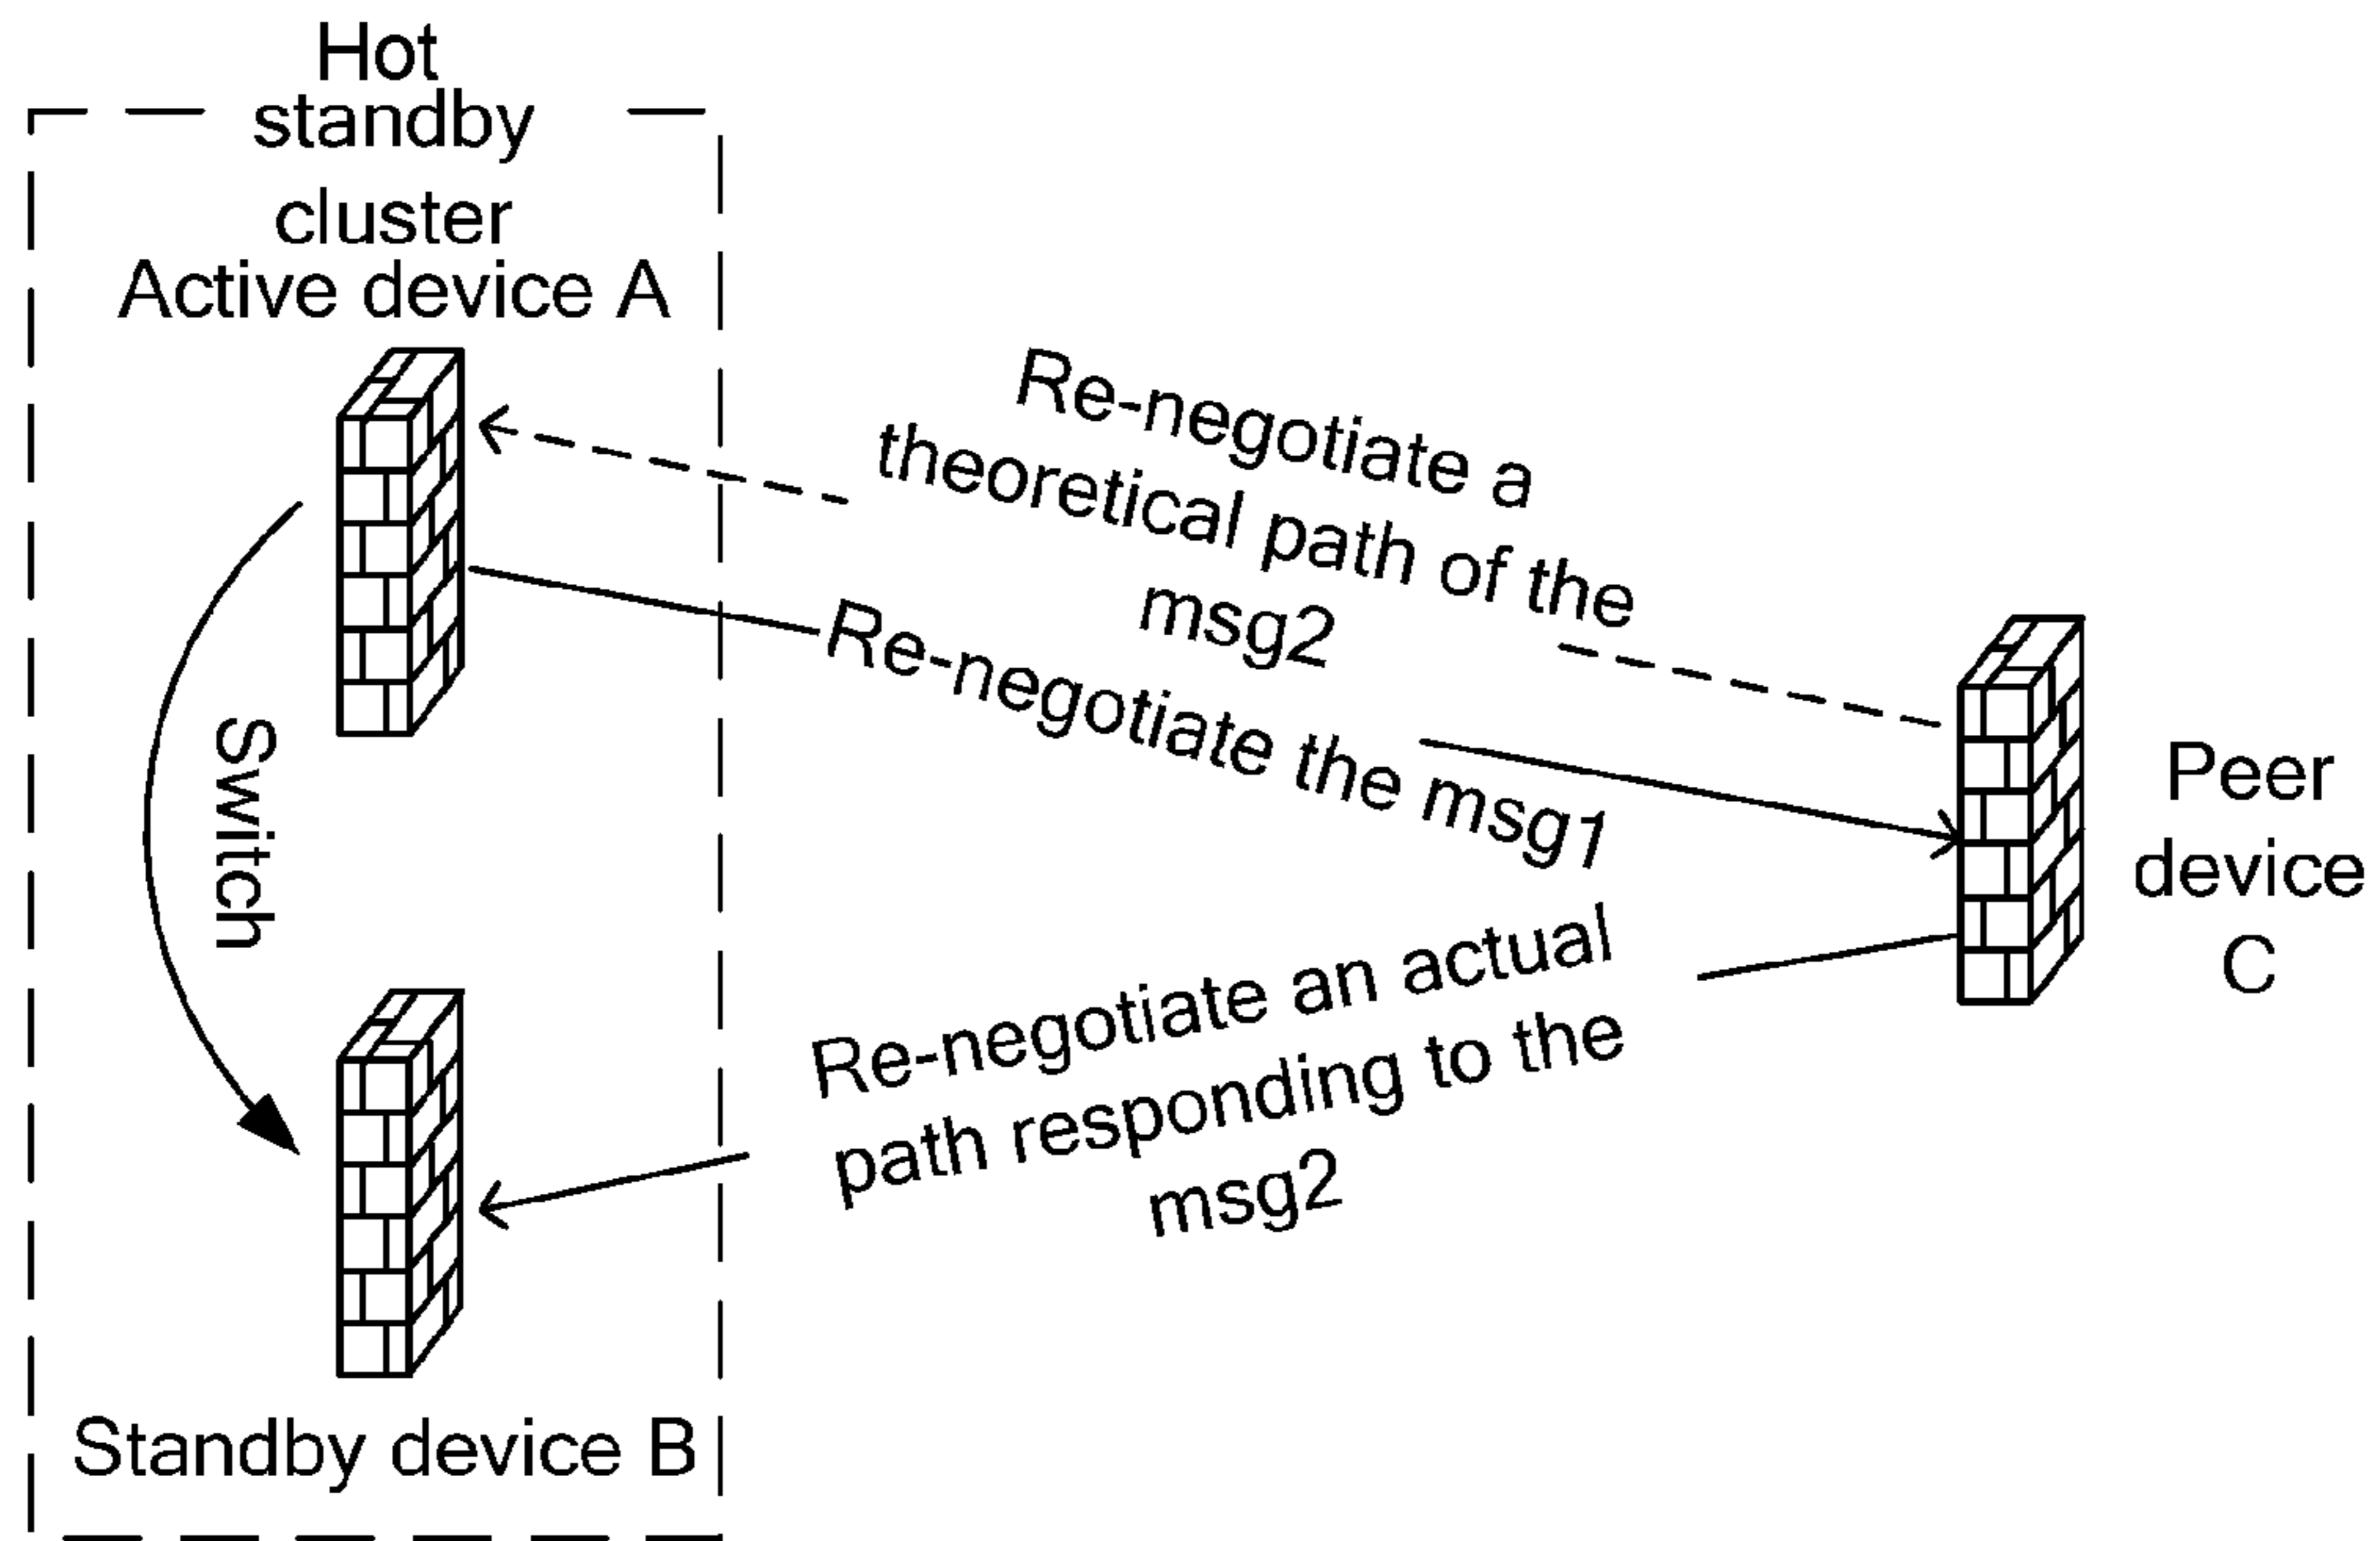 Hot
standby
cluster
Active device A
Re-negotiate a
theoretical path of the
msg2
Re-negotiate the msg1
Switch
Peer
device
C
Re-negotiate an actual
path responding to the
msg2
Standby device B